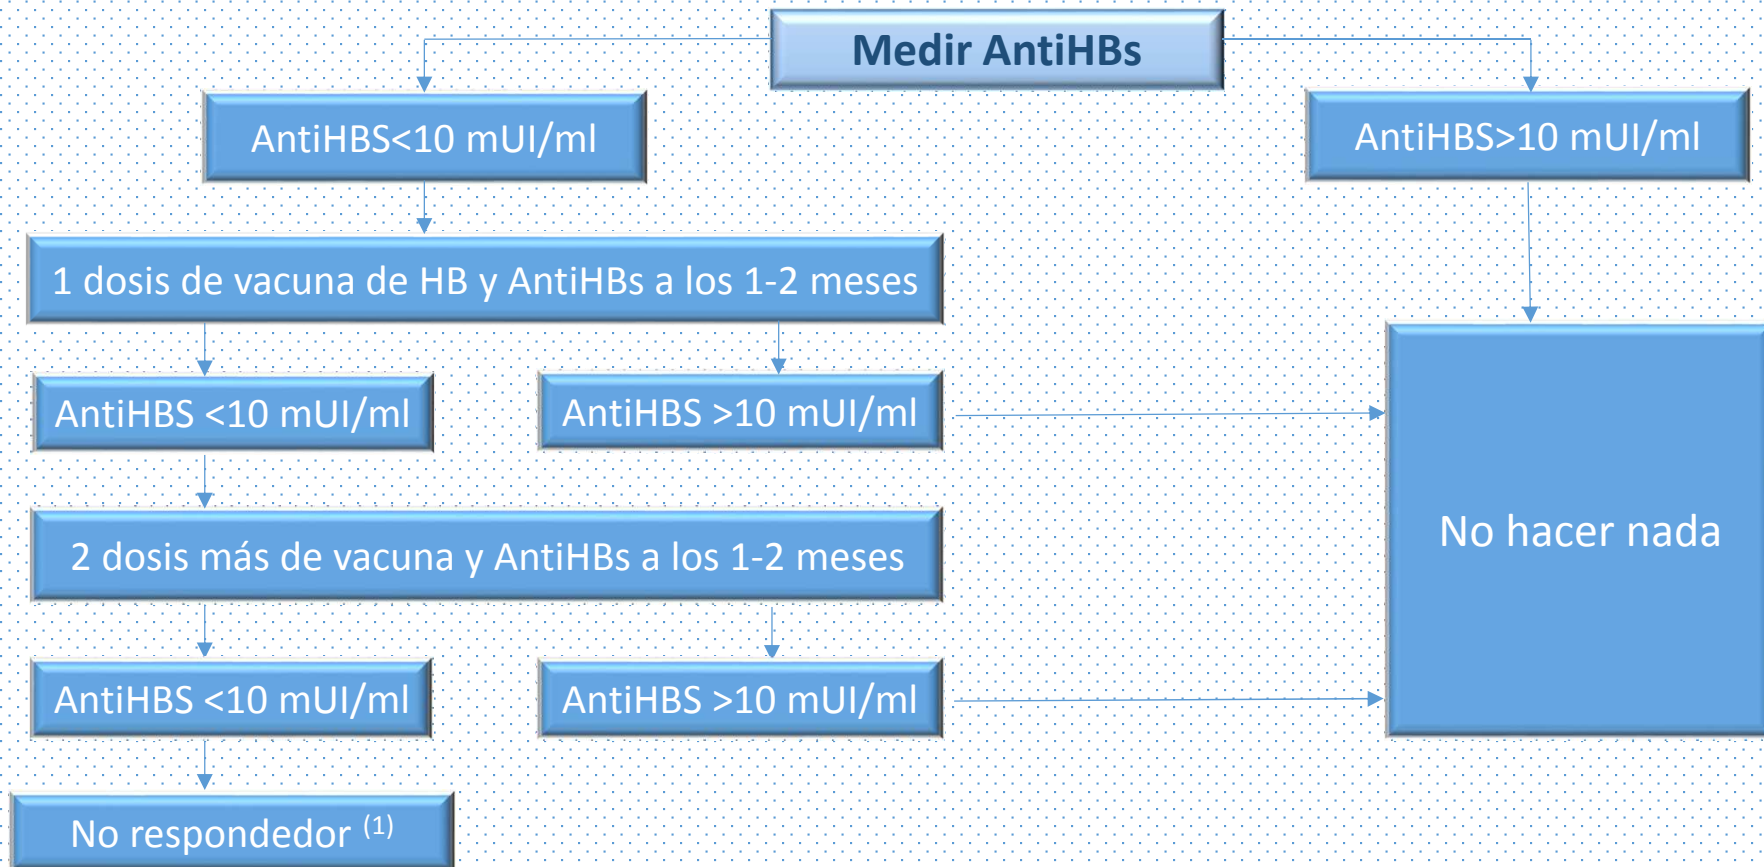 Medir AntiHBs
AntiHBS<10 mUI/ml
AntiHBS>10 mUI/ml
1 dosis de vacuna de HB y AntiHBs a los 1-2 meses
AntiHBS <10 mUI/ml
AntiHBS >10 mUI/ml
No hacer nada
2 dosis más de vacuna y AntiHBs a los 1-2 meses
AntiHBS <10 mUI/ml
AntiHBS >10 mUI/ml
No respondedor (1)